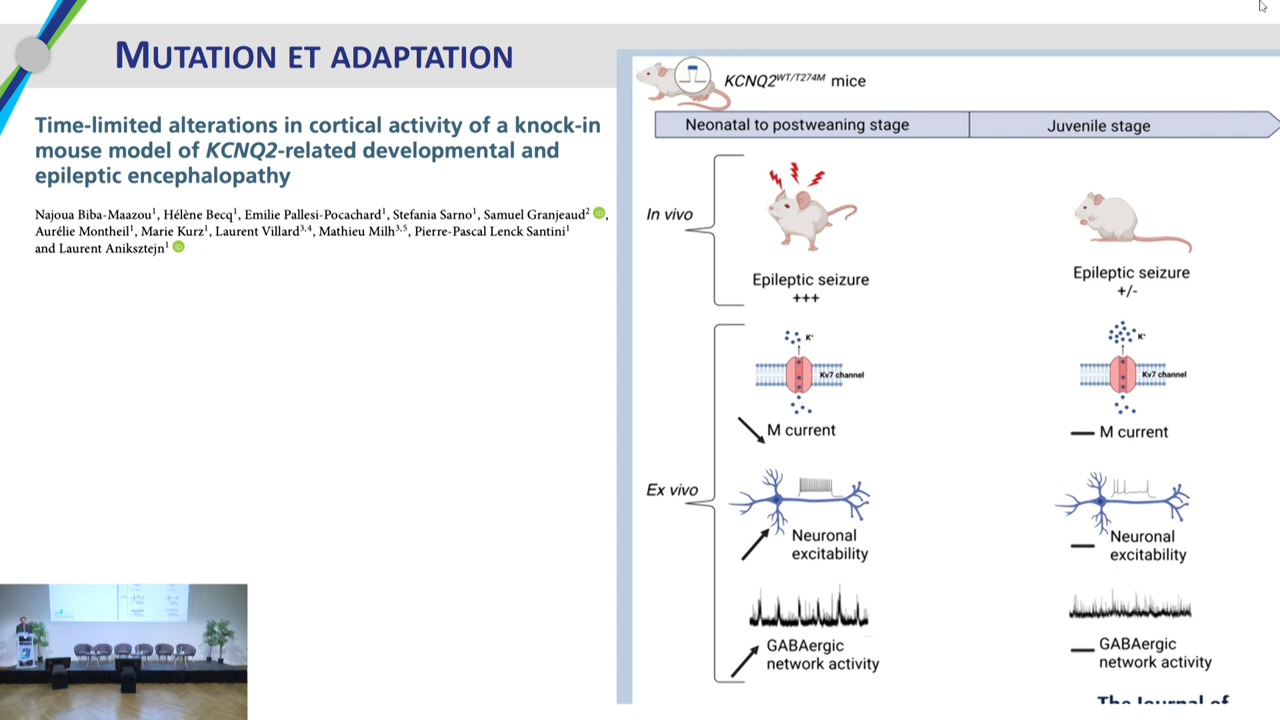 MUTATION ET ADAPTATION
Time-limited alterations in cortical activity of a knock-in
mouse model of KCNQ2-related developmental and
epileptic encephalopathy
Najoua Biba-Maazou¹, Hélène Becq¹, Emilie Pallesi-Pocachard¹, Stefania Sarno¹, Samuel Granjeaud²,
Aurélie Montheil¹, Marie Kurz¹, Laurent Villard³,⁴, Mathieu Milh³,⁵, Pierre-Pascal Lenck Santini¹
and Laurent Aniksztejn¹
KCNQ2ᵂᵀ/ᵀ²⁷⁴ᴹ mice
Neonatal to postweaning stage
Juvenile stage
In vivo
Epileptic seizure
+++
Epileptic seizure
+/-
Ex vivo
K⁺
Kv7 channel
M current
K⁺
Kv7 channel
M current
Neuronal
excitability
Neuronal
excitability
GABAergic
network activity
GABAergic
network activity
The Journal of